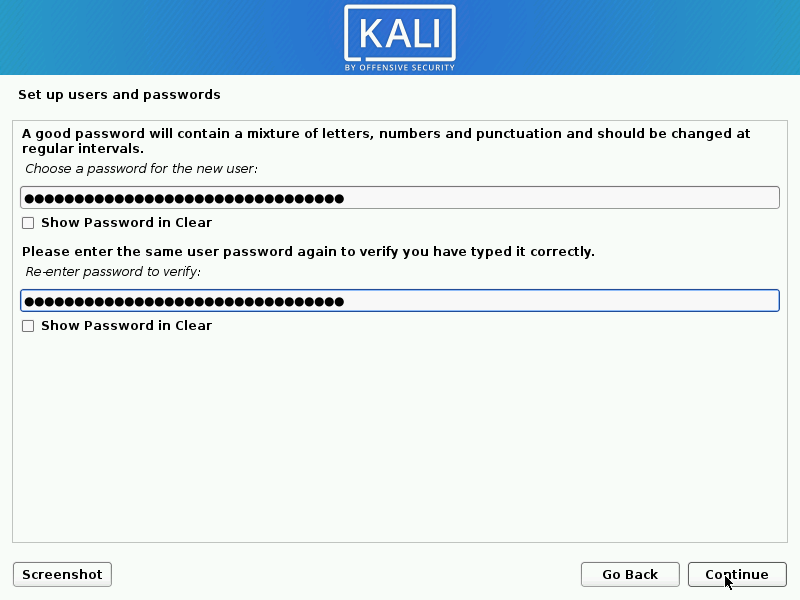 KALI
BY OFFENSIVE SECURITY
Set up users and passwords
A good password will contain a mixture of letters, numbers and punctuation and should be changed at
regular intervals.
Choose a password for the new user:
●●●●●●●●●●●●●●●●●●●●●●●●●●●●●●●●
Show Password in Clear
Please enter the same user password again to verify you have typed it correctly.
Re-enter password to verify:
●●●●●●●●●●●●●●●●●●●●●●●●●●●●●●●●
Show Password in Clear
Screenshot Go Back Continue